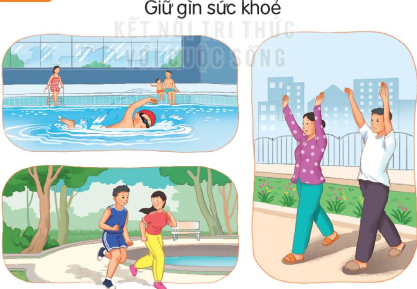 Giữ gìn sức khoẻ
KẾT NỐI TRI THỨC
VỚI CUỘC SỐNG